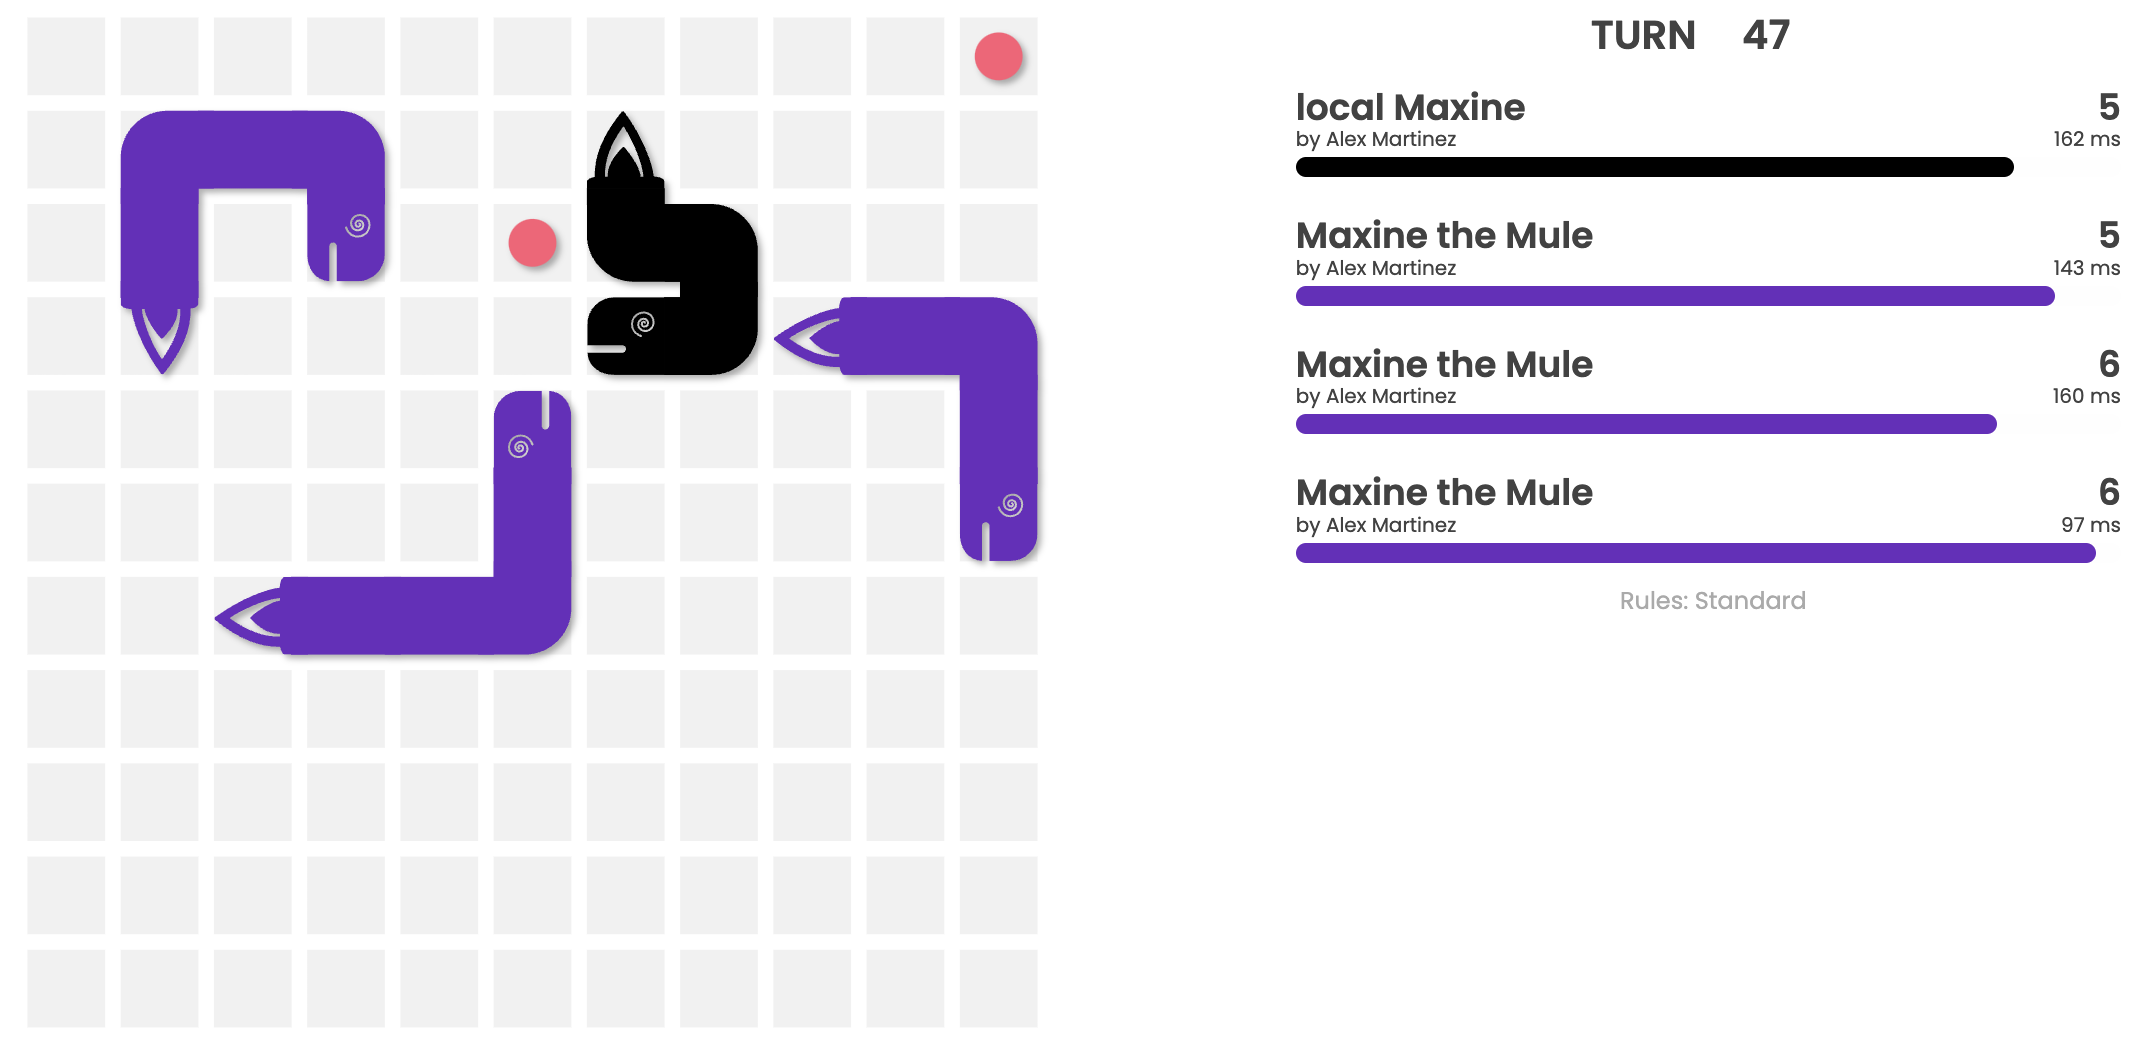 TURN 47
local Maxine 5
by Alex Martinez 162 ms
Maxine the Mule 5
by Alex Martinez 143 ms
Maxine the Mule 6
by Alex Martinez 160 ms
Maxine the Mule 6
by Alex Martinez 97 ms
Rules: Standard